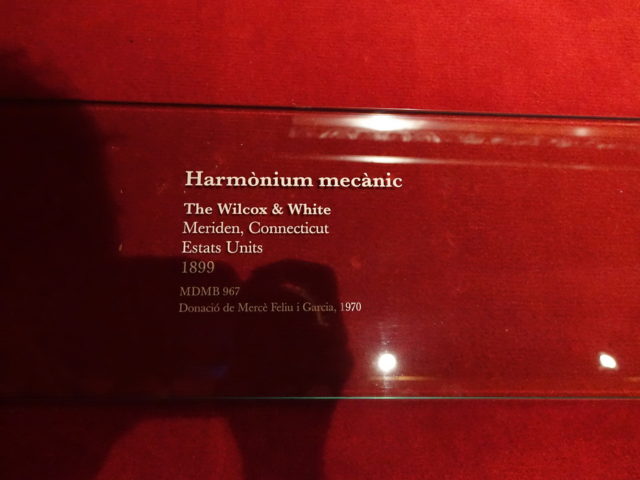 Harmònium mecànic
The Wilcox & White
Meriden, Connecticut
Estats Units
1899
MDMB 967
Donació de Mercè Feliu i Garcia, 1970